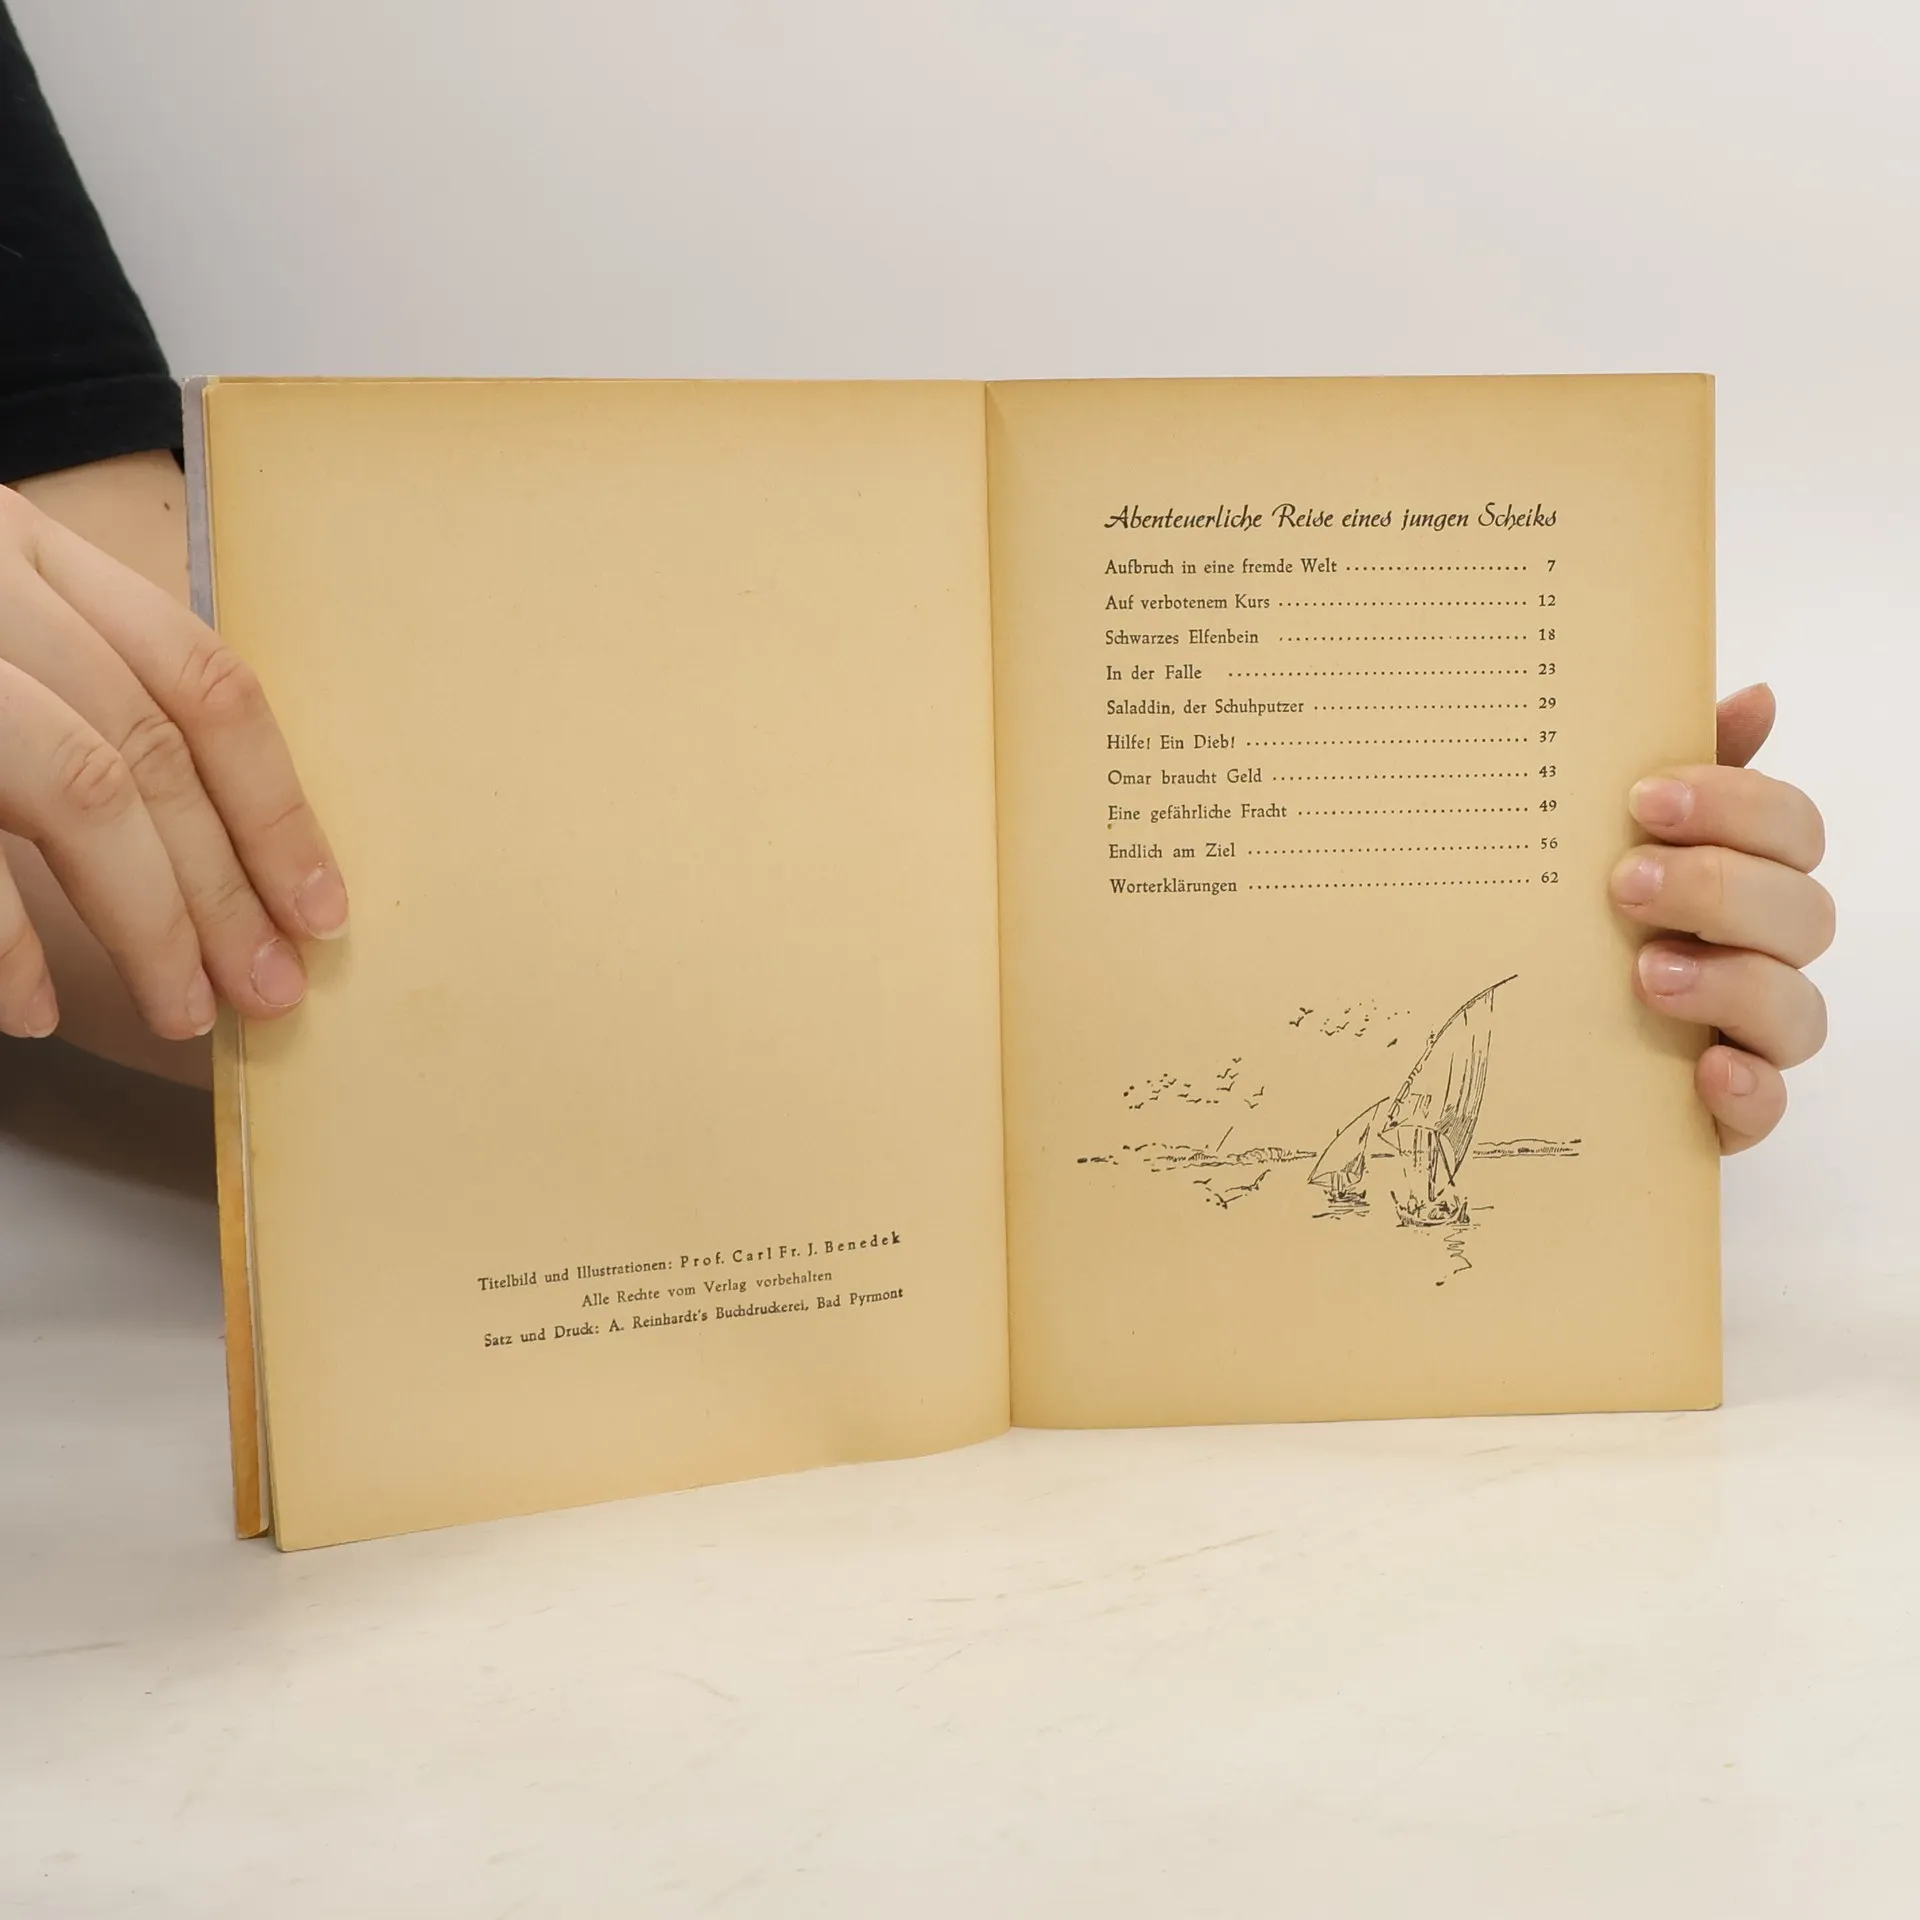 Titelbild und Illustrationen: Prof. Carl Fr. J. Benedek
Alle Rechte vom Verlag vorbehalten
Satz und Druck: A. Reinhardt's Buchdruckerei, Bad Pyrmont
Abenteuerliche Reise eines jungen Scheiks
Aufbruch in eine fremde Welt ...................... 7
Auf verbotenem Kurs .............................. 12
Schwarzes Elfenbein .............................. 18
In der Falle .................................... 23
Saladdin, der Schuhputzer .......................... 29
Hilfe! Ein Dieb! .................................. 37
Omar braucht Geld ............................... 43
Eine gefährliche Fracht ............................ 49
Endlich am Ziel .................................. 56
Worterklärungen .................................. 62